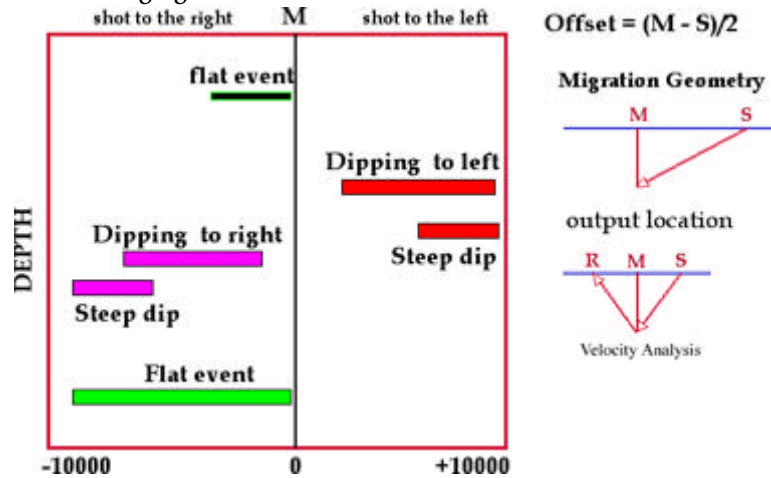 shot to the right M shot to the left
Offset = (M - S)/2
flat event
Migration Geometry
M S
Dipping to left
output location
Dipping to right
Steep dip
R M S
DEPTH
Steep dip
Velocity Analysis
Flat event
-10000 0 +10000